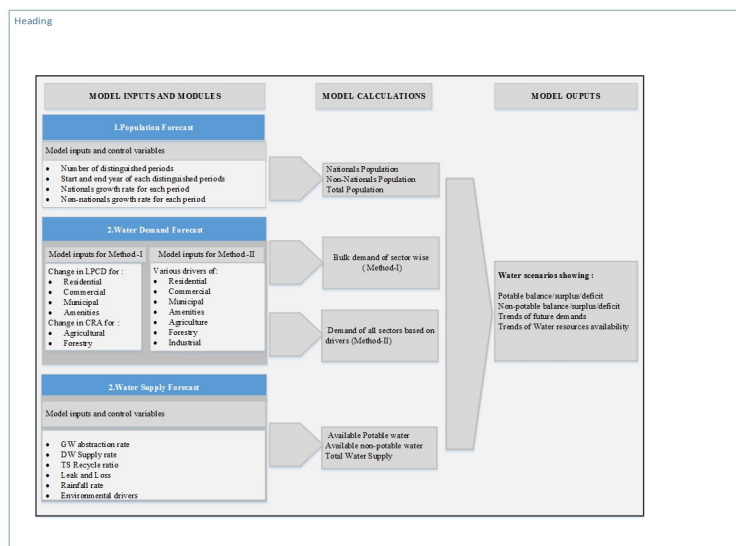 Heading
MODEL INPUTS AND MODULES
MODEL CALCULATIONS
MODEL OUPUTS
1.Population Forecast
Model inputs and control variables
• Number of distinguished periods
• Start and end year of each distinguished periods
• Nationals growth rate for each period
• Non-nationals growth rate for each period
Nationals Population
Non-Nationals Population
Total Population
2.Water Demand Forecast
Model inputs for Method-I
Change in LPCD for :
• Residential
• Commercial
• Municipal
• Amenities
Change in CRA for :
• Agricultural
• Forestry
Model inputs for Method-II
Various drivers of:
• Residential
• Commercial
• Municipal
• Amenities
• Agriculture
• Forestry
• Industrial
Bulk demand of sector wise
( Method-I)
Demand of all sectors based on
drivers (Method-II)
2.Water Supply Forecast
Model inputs and control variables
• GW abstraction rate
• DW Supply rate
• TS Recycle ratio
• Leak and Loss
• Rainfall rate
• Environmental drivers
Available Potable water
Available non-potable water
Total Water Supply
Water scenarios showing :
Potable balance/surplus/deficit
Non-potable balance/surplus/deficit
Trends of future demands
Trends of Water resources availability